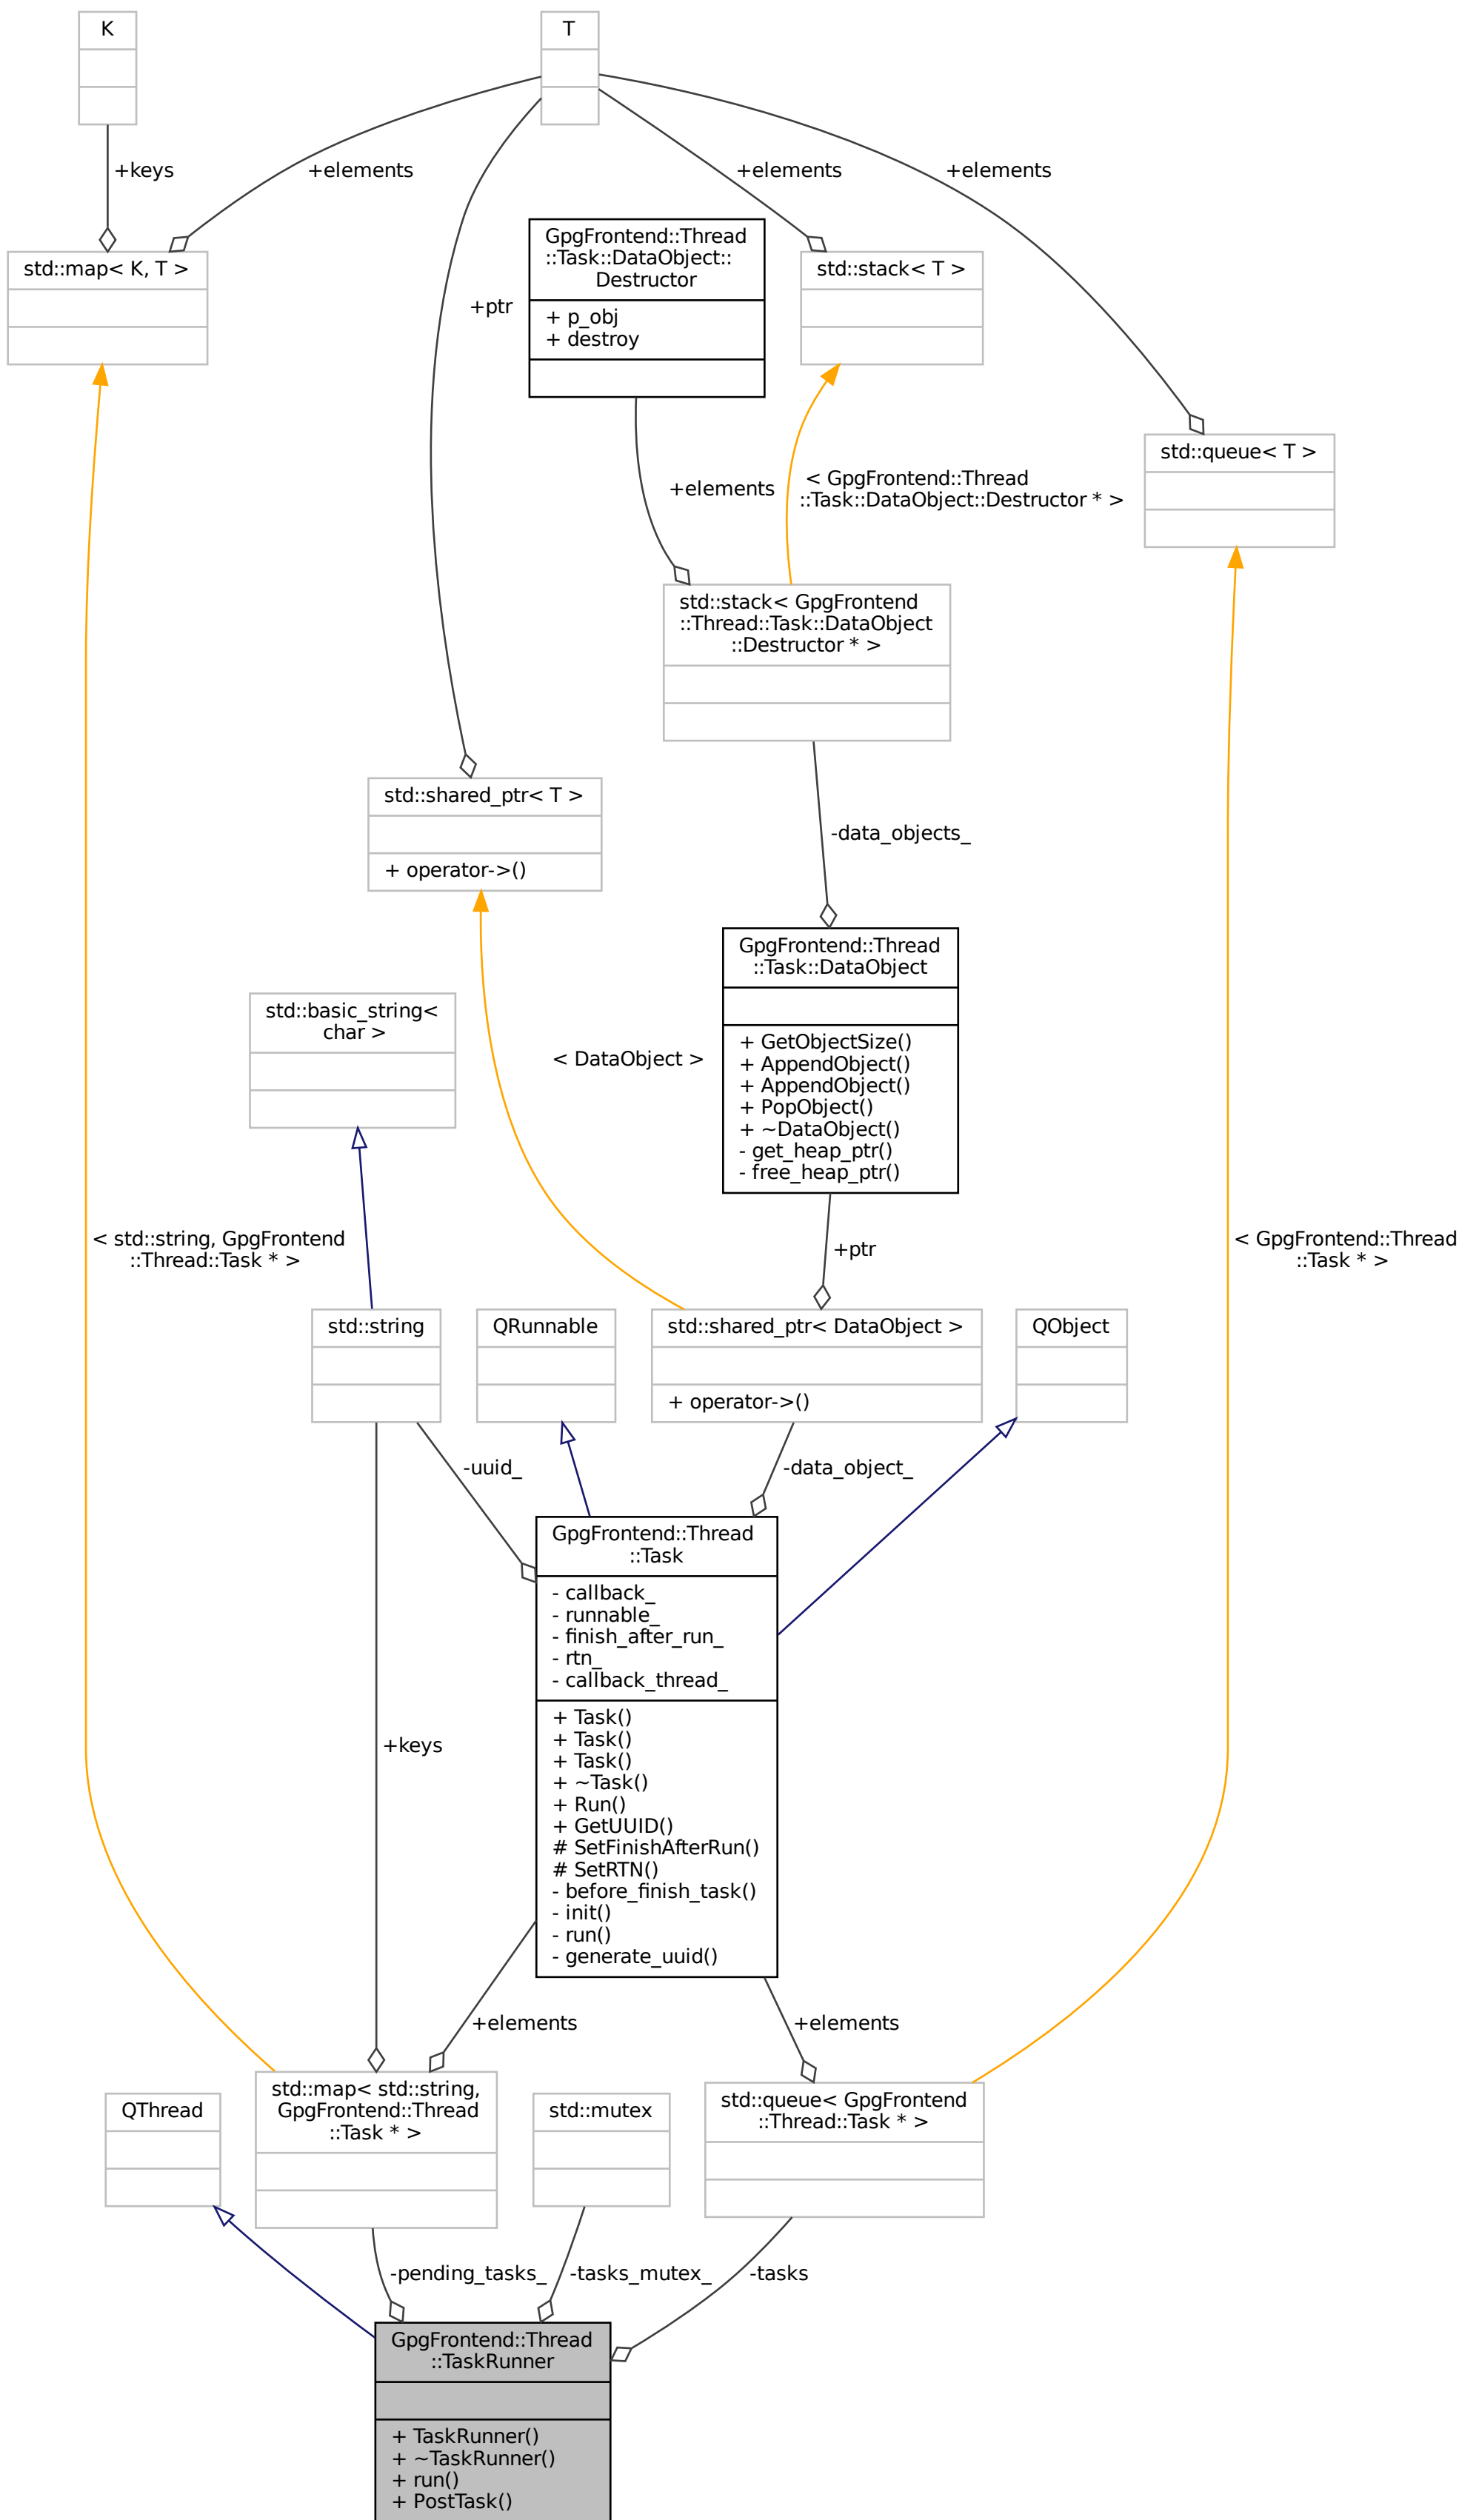 K
T
+keys
+elements
+elements
+elements
GpgFrontend::Thread
::Task::DataObject::
Destructor
+ p_obj
+ destroy
std::map< K, T >
std::stack< T >
+ptr
std::queue< T >
+elements
< GpgFrontend::Thread
::Task::DataObject::Destructor * >
std::stack< GpgFrontend
::Thread::Task::DataObject
::Destructor * >
std::shared_ptr< T >
+ operator->()
-data_objects_
GpgFrontend::Thread
::Task::DataObject
+ GetObjectSize()
+ AppendObject()
+ AppendObject()
+ PopObject()
+ ~DataObject()
- get_heap_ptr()
- free_heap_ptr()
std::basic_string<
char >
< DataObject >
< std::string, GpgFrontend
::Thread::Task * >
+ptr
< GpgFrontend::Thread
::Task * >
std::string
QRunnable
std::shared_ptr< DataObject >
+ operator->()
QObject
-uuid_
-data_object_
GpgFrontend::Thread
::Task
- callback_
- runnable_
- finish_after_run_
- rtn_
- callback_thread_
+ Task()
+ Task()
+ Task()
+ ~Task()
+ Run()
+ GetUUID()
# SetFinishAfterRun()
# SetRTN()
- before_finish_task()
- init()
- run()
- generate_uuid()
+keys
+elements
+elements
QThread
std::map< std::string,
GpgFrontend::Thread
::Task * >
std::mutex
std::queue< GpgFrontend
::Thread::Task * >
-pending_tasks_
-tasks_mutex_
-tasks
GpgFrontend::Thread
::TaskRunner
+ TaskRunner()
+ ~TaskRunner()
+ run()
+ PostTask()